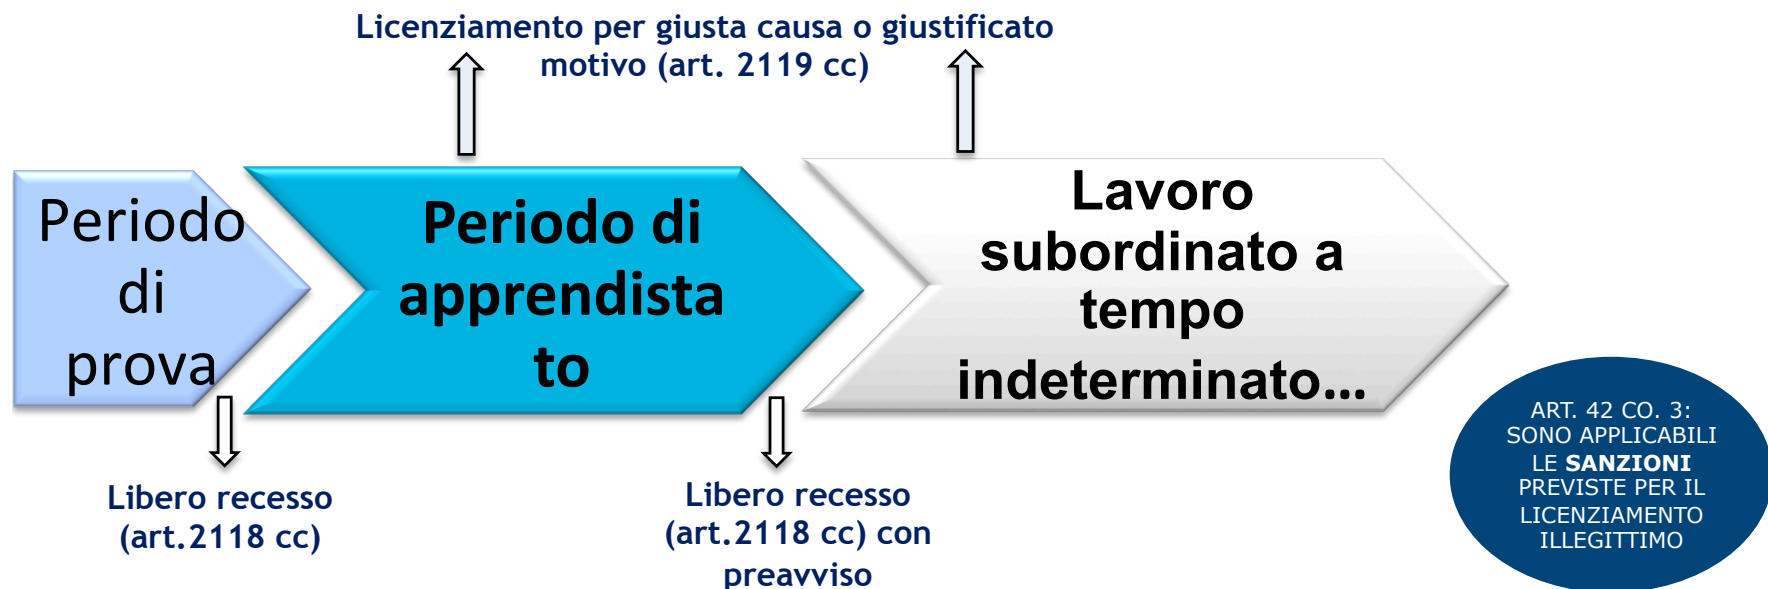 Licenziamento per giusta causa o giustificato
motivo (art. 2119 cc)
Periodo
di
prova
Periodo di
apprendista
to
Lavoro
subordinato a
tempo
indeterminato...
Libero recesso
(art.2118 cc)
Libero recesso
(art.2118 cc) con
preavviso
ART. 42 CO. 3:
SONO APPLICABILI
LE SANZIONI
PREVISTE PER IL
LICENZIAMENTO
ILLEGITTIMO